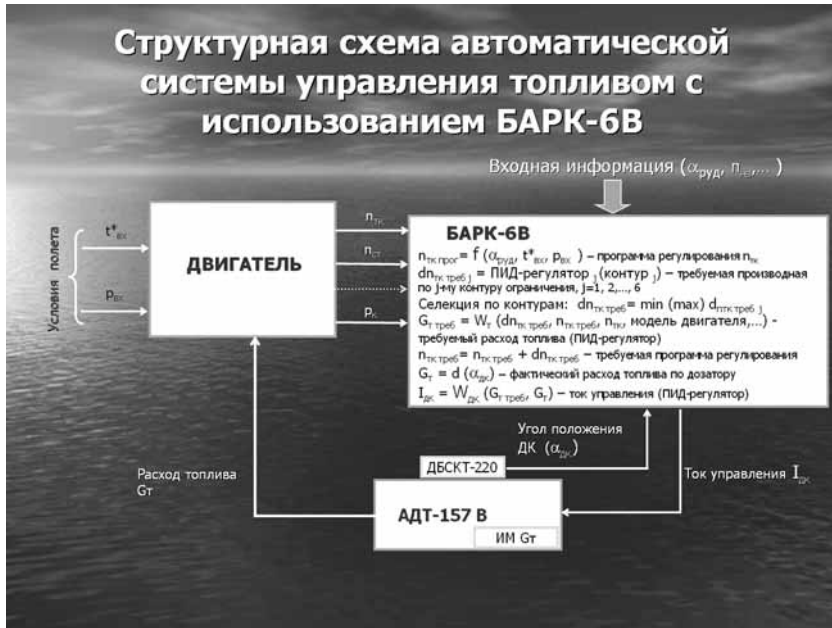 Структурная схема автоматической
системы управления топливом с
использованием БАРК-6В
Входная информация (αруд, nнв,... )
Условия полета
t*вх
pвх
ДВИГАТЕЛЬ
nтк
nст
pк
БАРК-6В
nтк прог = f (αруд, t*вх, pвх ) – программа регулирования nтк
dnтк треб j = ПИД-регулятор j (контур j) – требуемая производная
по j-му контуру ограничения, j=1, 2,..., 6
Селекция по контурам: dnтк треб= min (max) dnтк треб j
Gт треб = Wт (dnтк треб, nтк треб, nтк, модель двигателя,...) -
требуемый расход топлива (ПИД-регулятор)
nтк треб= nтк треб + dnтк треб – требуемая программа регулирования
Gт = d (αдк) – фактический расход топлива по дозатору
Iдк = Wдк (Gт треб, Gт) – ток управления (ПИД-регулятор)
Угол положения
ДК (αдк)
Расход топлива
Gт
ДБСКТ-220
Ток управления Iдк
АДТ-157 В
ИМ Gт